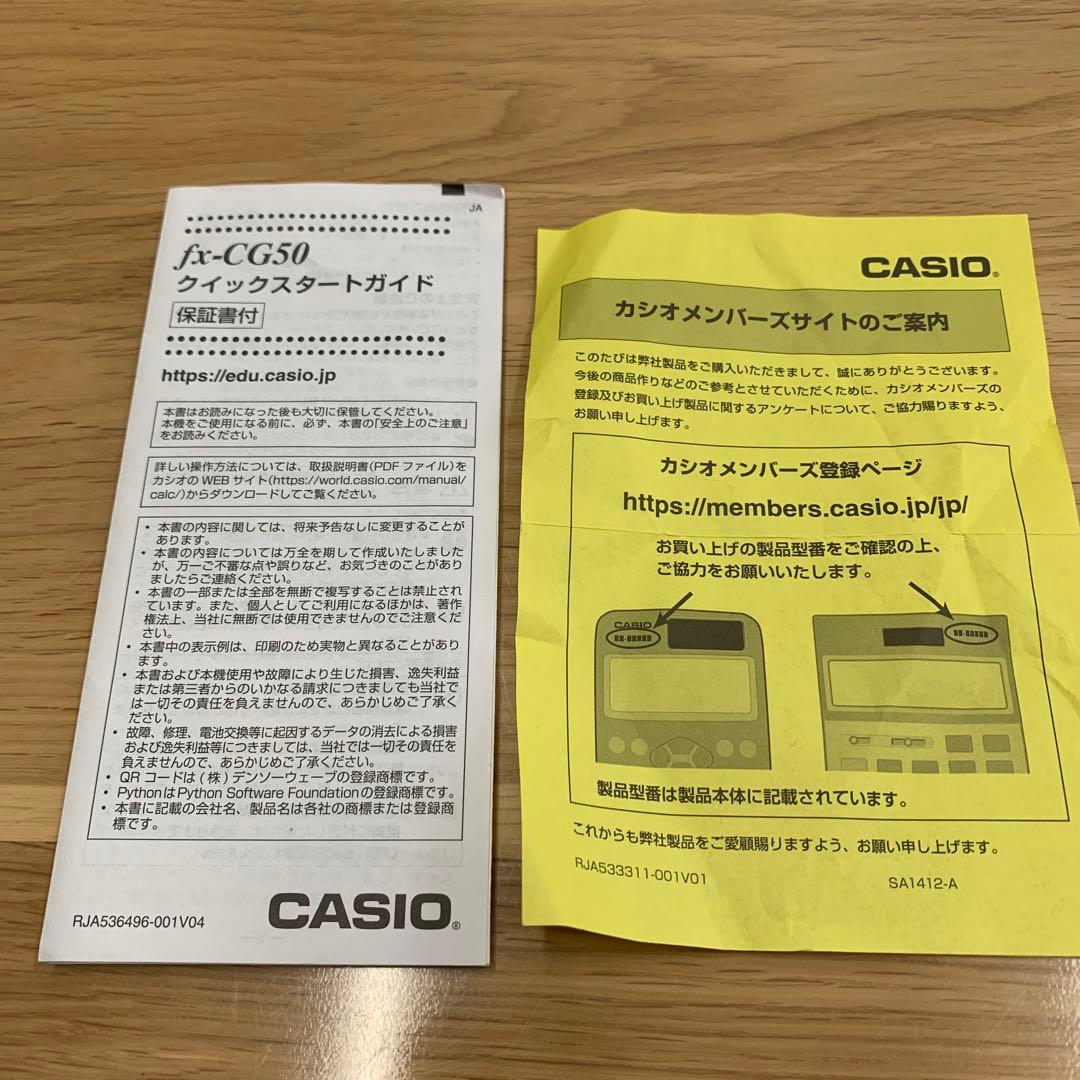 JA
fx-CG50
クイックスタートガイド
保証書付
https://edu.casio.jp
本書はお読みになった後も大切に保管してください。
本機をご使用になる前に、必ず、本書の「安全上のご注意」
をお読みください。
詳しい操作方法については、取扱説明書(PDFファイル)を
カシオのWEBサイト(https://world.casio.com/manual/
calc/)からダウンロードしてご覧ください。
• 本書の内容に関しては、将来予告なしに変更することが
あります。
• 本書の内容については万全を期して作成いたしました
が、万一ご不審な点や誤りなど、お気づきのことがあり
ましたらご連絡ください。
• 本書の一部または全部を無断で複写することは禁止され
ています。また、個人としてご利用になるほかは、著作
権法上、当社に無断では使用できませんのでご注意くだ
さい。
• 本書中の表示例は、印刷のため実物と異なることがあり
ます。
• 本書および本機使用や故障により生じた損害、逸失利益
または第三者からのいかなる請求につきましても当社で
は一切その責任を負えませんので、あらかじめご了承く
ださい。
• 故障、修理、電池交換等に起因するデータの消去による損害
および逸失利益等につきましては、当社では一切その責任を
負えませんので、あらかじめご了承ください。
• QRコードは(株)デンソーウェーブの登録商標です。
• PythonはPython Software Foundationの登録商標です。
• 本書に記載の会社名、製品名は各社の商標または登録商
標です。
RJA536496-001V04
CASIO®
CASIO®
カシオメンバーズサイトのご案内
このたびは弊社製品をご購入いただきまして、誠にありがとうございます。
今後の商品作りなどのご参考とさせていただくために、カシオメンバーズの
登録及びお買い上げ製品に関するアンケートについて、ご協力賜りますよう、
お願い申し上げます。
カシオメンバーズ登録ページ
https://members.casio.jp/jp/
お買い上げの製品型番をご確認の上、
ご協力をお願いいたします。
CASIO
製品型番は製品本体に記載されています。
これからも弊社製品をご愛顧賜りますよう、お願い申し上げます。
RJA533311-001V01
SA1412-A